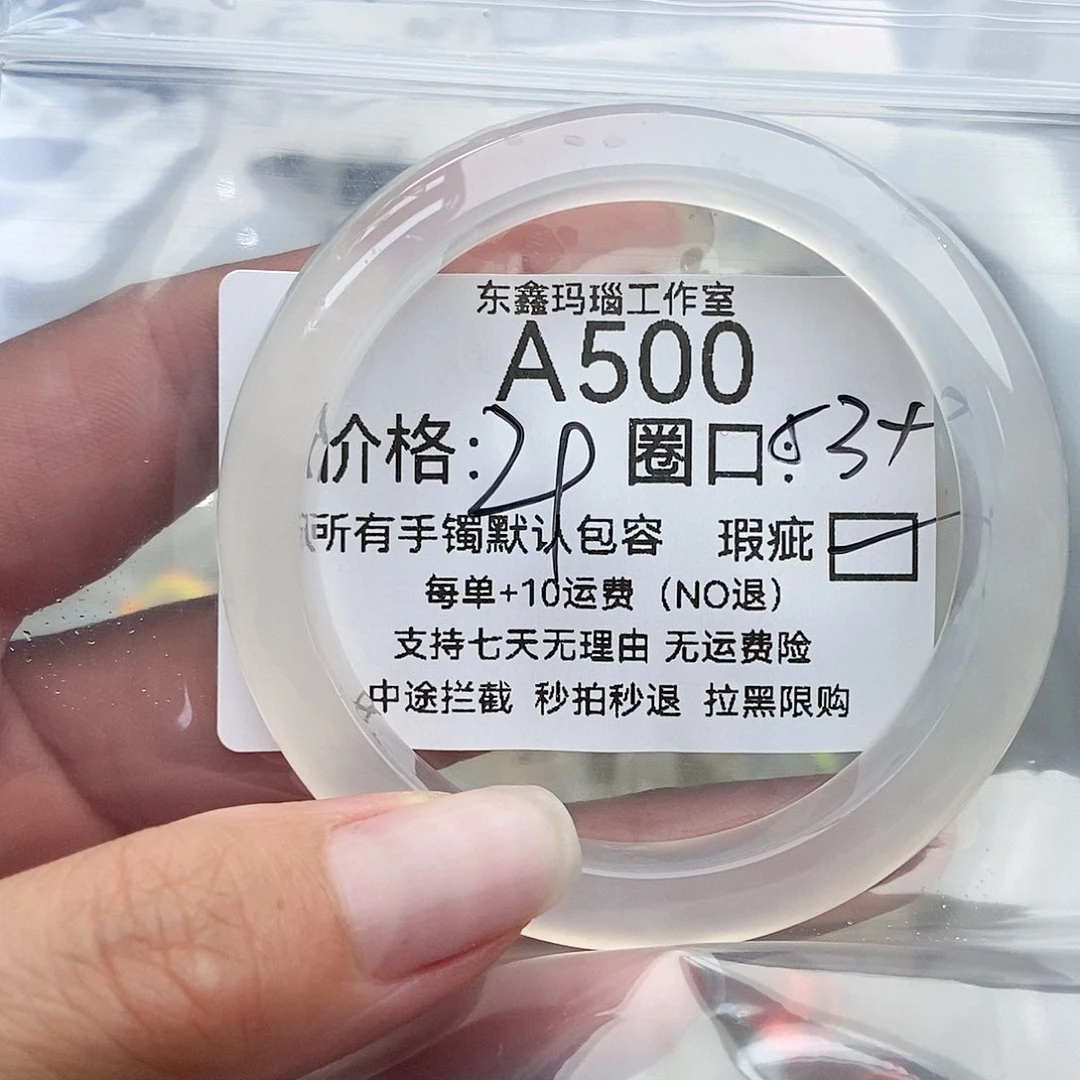 东鑫玛瑙工作室
A500
价格: 圈口: 53+
所有手镯默认包容 瑕疵
每单+10运费（NO退）
支持七天无理由 无运费险
中途拦截 秒拍秒退 拉黑限购